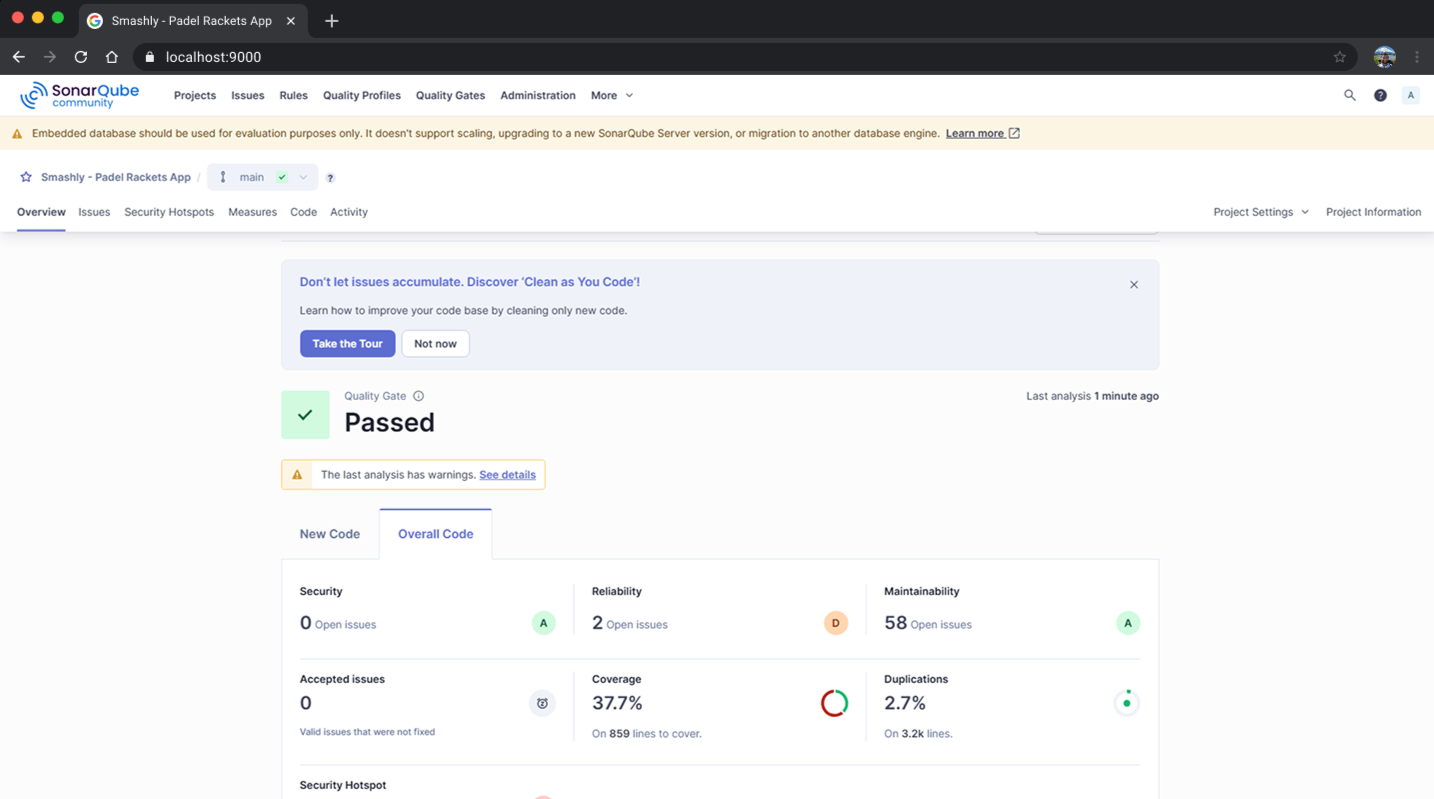 Smashly - Padel Rackets App
localhost:9000
SonarQube
community
Projects Issues Rules Quality Profiles Quality Gates Administration More
A
Embedded database should be used for evaluation purposes only. It doesn't support scaling, upgrading to a new SonarQube Server version, or migration to another database engine. Learn more
Smashly - Padel Rackets App / main
Overview Issues Security Hotspots Measures Code Activity Project Settings Project Information
Don't let issues accumulate. Discover 'Clean as You Code'!
Learn how to improve your code base by cleaning only new code.
Take the Tour Not now
Quality Gate
Last analysis 1 minute ago
Passed
The last analysis has warnings. See details
New Code Overall Code
Security Reliability Maintainability
0 Open issues A 2 Open issues D 58 Open issues A
Accepted issues Coverage Duplications
0 37.7% 2.7%
Valid issues that were not fixed On 859 lines to cover. On 3.2k lines.
Security Hotspot